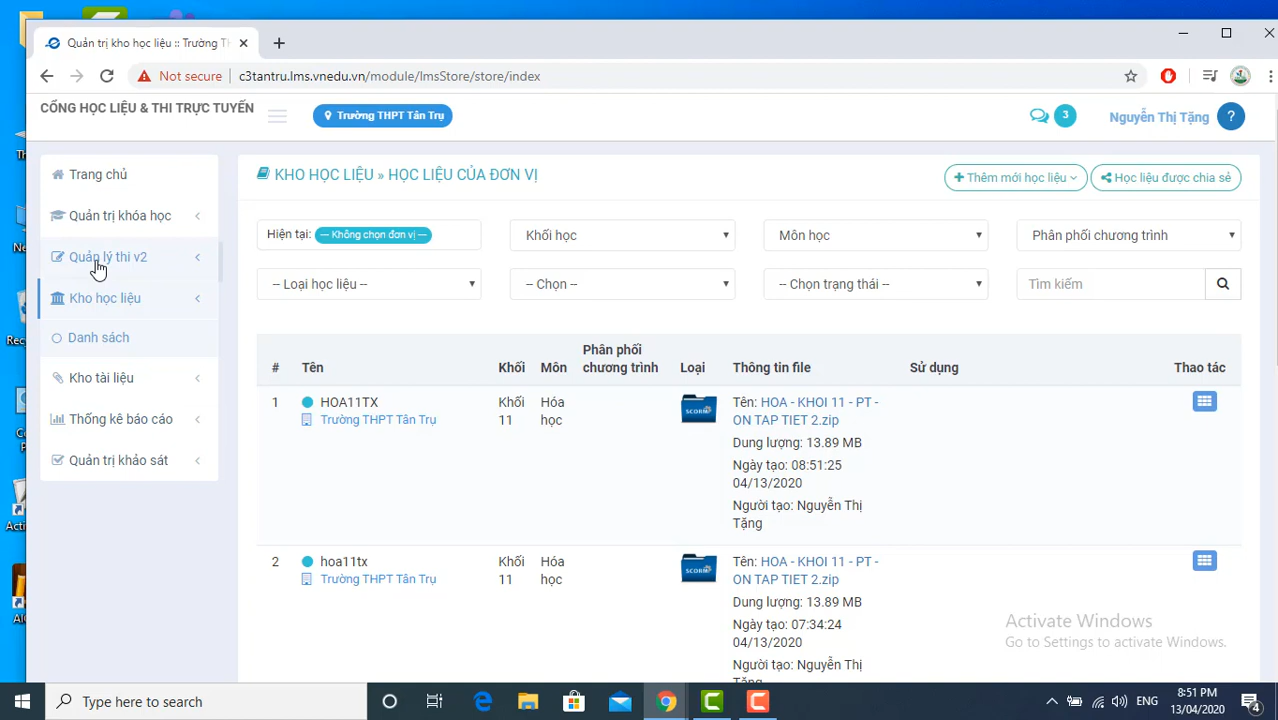 Quản trị kho học liệu :: Trường TH
Not secure
c3tantru.lms.vnedu.vn/module/lmsStore/store/index
CỔNG HỌC LIỆU & THI TRỰC TUYẾN
Trường THPT Tân Trụ
3
Nguyễn Thị Tặng
?
Trang chủ
Quản trị khóa học
Quản lý thi v2
Kho học liệu
Danh sách
Kho tài liệu
Thống kê báo cáo
Quản trị khảo sát
KHO HỌC LIỆU » HỌC LIỆU CỦA ĐƠN VỊ
Thêm mới học liệu
Học liệu được chia sẻ
Hiện tại: --- Không chọn đơn vị ---
Khối học
Môn học
Phân phối chương trình
-- Loại học liệu --
-- Chọn --
-- Chọn trạng thái --
Tìm kiếm
# Tên Khối Môn Phân phối chương trình Loại Thông tin file Sử dụng Thao tác
1
HOA11TX
Trường THPT Tân Trụ
Khối
11
Hóa
học
SCORM
Tên: HOA - KHOI 11 - PT -
ON TAP TIET 2.zip
Dung lượng: 13.89 MB
Ngày tạo: 08:51:25
04/13/2020
Người tạo: Nguyễn Thị
Tặng
2
hoa11tx
Trường THPT Tân Trụ
Khối
11
Hóa
học
SCORM
Tên: HOA - KHOI 11 - PT -
ON TAP TIET 2.zip
Dung lượng: 13.89 MB
Ngày tạo: 07:34:24
04/13/2020
Người tạo: Nguyễn Thị
Activate Windows
Go to Settings to activate Windows.
Type here to search
ENG
8:51 PM
13/04/2020
4